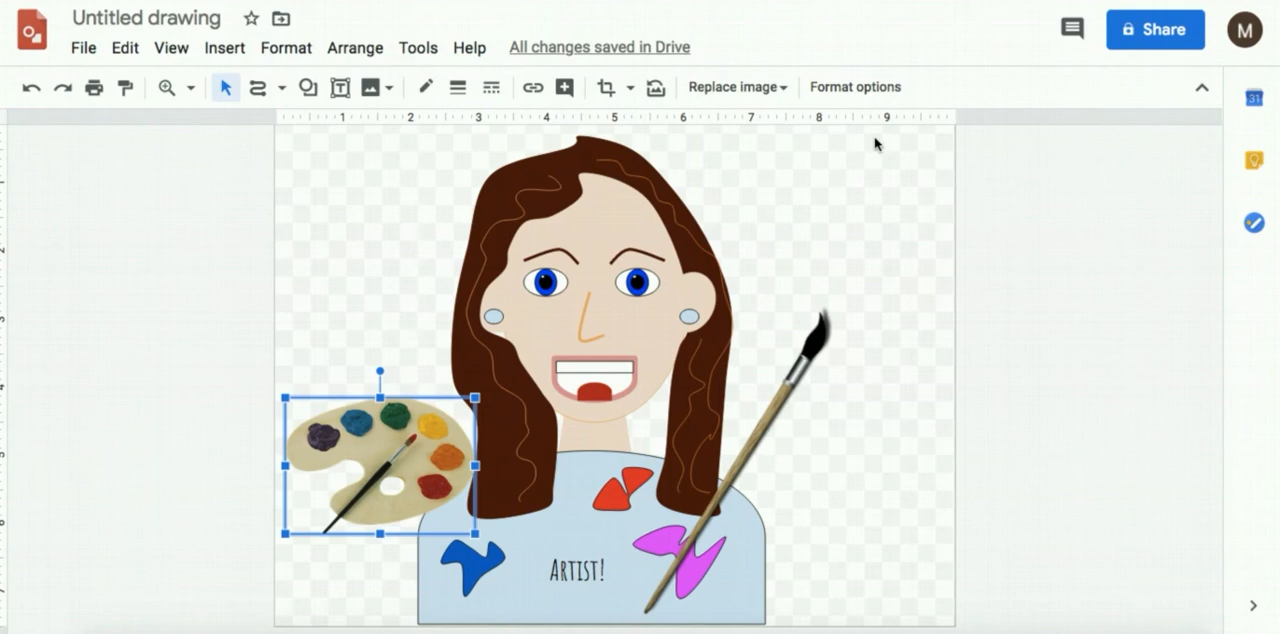 Untitled drawing
File Edit View Insert Format Arrange Tools Help All changes saved in Drive
Share
M
Replace image Format options
31
1 2 3 4 5 6 7 8 9
ARTIST!